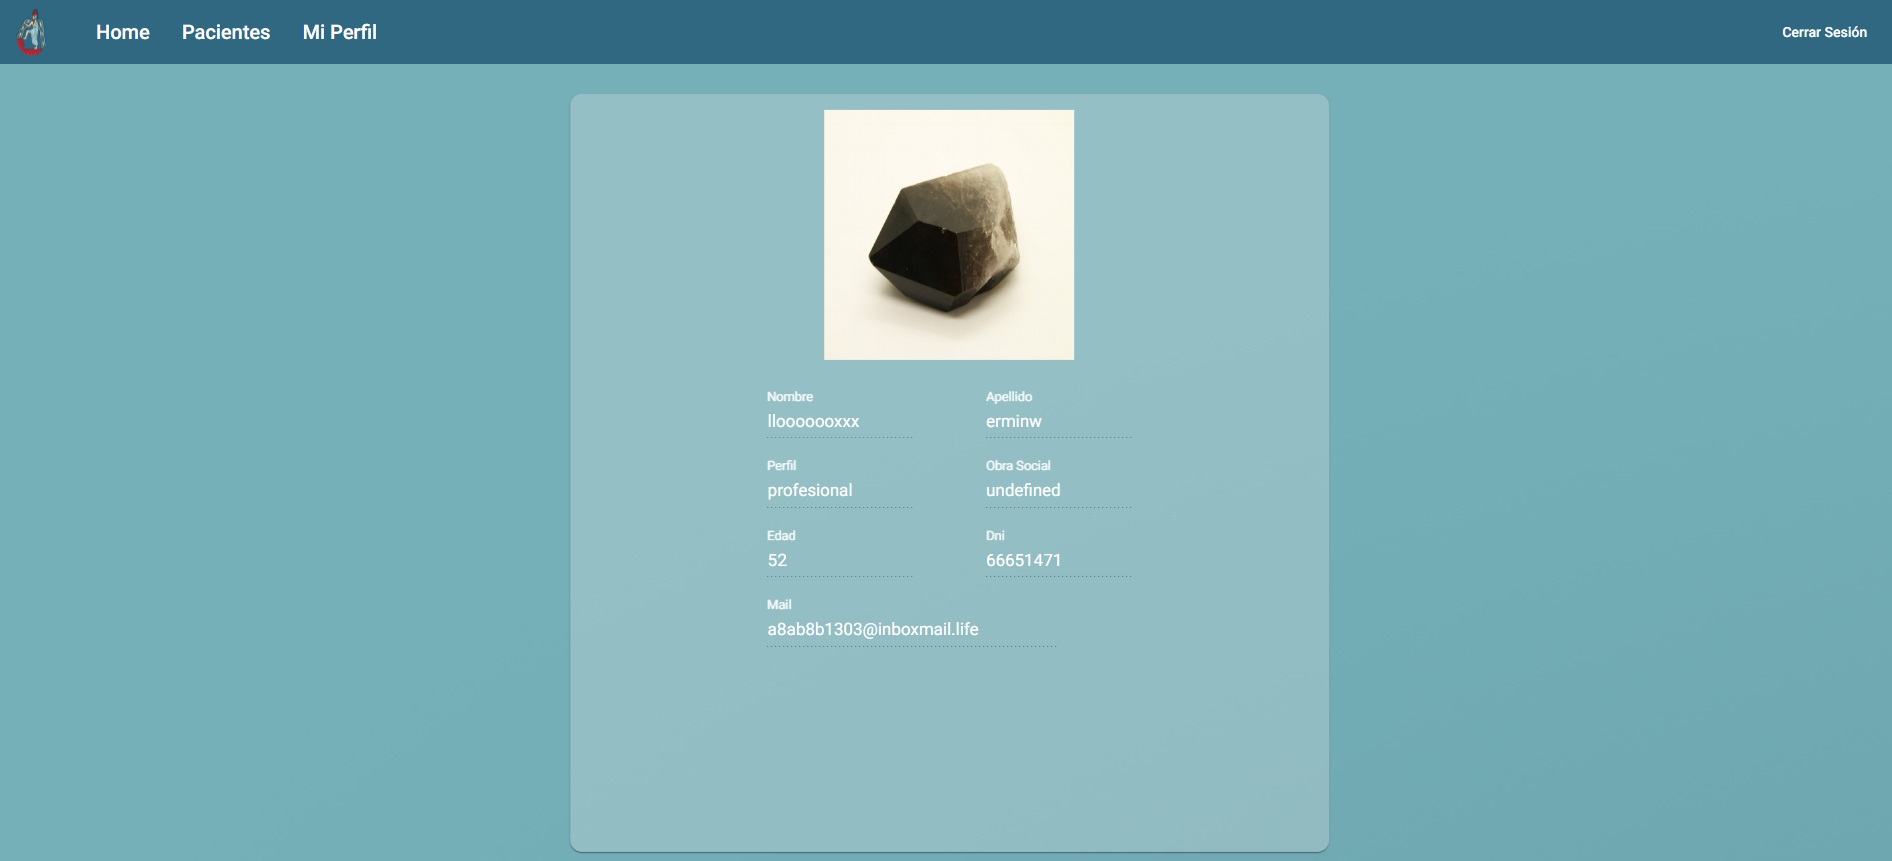 Home Pacientes Mi Perfil Cerrar Sesión
Nombre Apellido
llooooooxxx erminw
Perfil Obra Social
profesional undefined
Edad Dni
52 66651471
Mail
a8ab8b1303@inboxmail.life